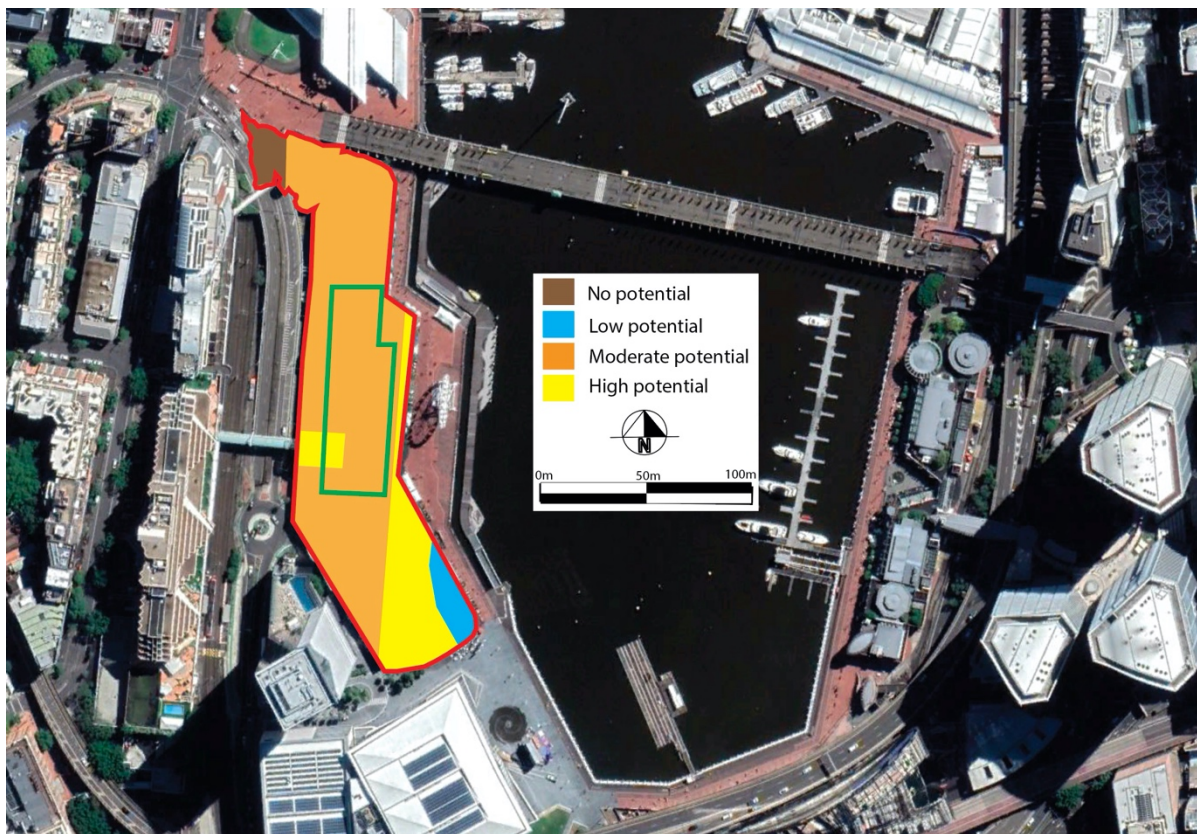 No potential
Low potential
Moderate potential
High potential
N
0m 50m 100m